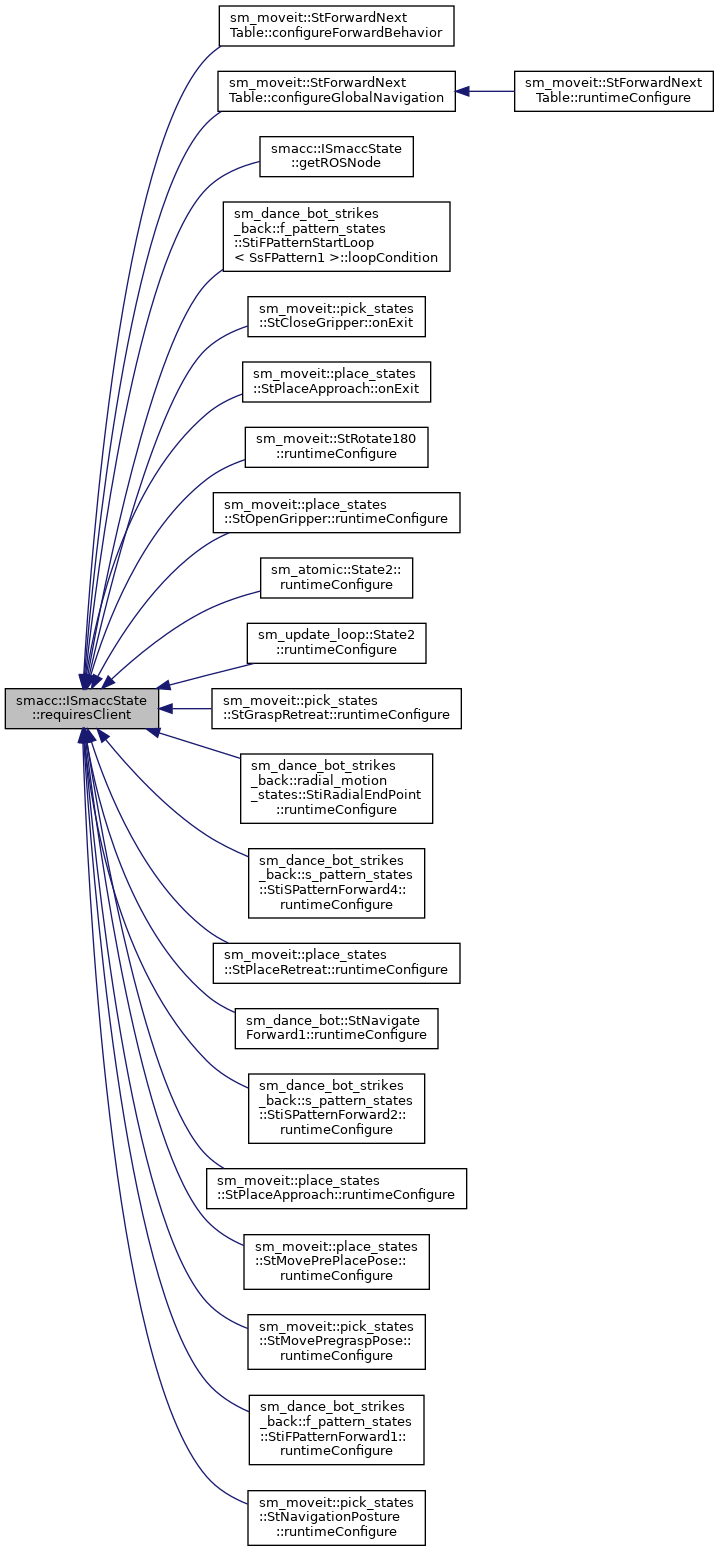 sm_moveit::StForwardNext
Table::configureForwardBehavior
sm_moveit::StForwardNext
Table::configureGlobalNavigation
sm_moveit::StForwardNext
Table::runtimeConfigure
smacc::ISmaccState
::getROSNode
sm_dance_bot_strikes
_back::f_pattern_states
::StiFPatternStartLoop
< SsFPattern1 >::loopCondition
sm_moveit::pick_states
::StCloseGripper::onExit
sm_moveit::place_states
::StPlaceApproach::onExit
sm_moveit::StRotate180
::runtimeConfigure
sm_moveit::place_states
::StOpenGripper::runtimeConfigure
sm_atomic::State2::
runtimeConfigure
sm_update_loop::State2
::runtimeConfigure
smacc::ISmaccState
::requiresClient
sm_moveit::pick_states
::StGraspRetreat::runtimeConfigure
sm_dance_bot_strikes
_back::radial_motion
_states::StiRadialEndPoint
::runtimeConfigure
sm_dance_bot_strikes
_back::s_pattern_states
::StiSPatternForward4::
runtimeConfigure
sm_moveit::place_states
::StPlaceRetreat::runtimeConfigure
sm_dance_bot::StNavigate
Forward1::runtimeConfigure
sm_dance_bot_strikes
_back::s_pattern_states
::StiSPatternForward2::
runtimeConfigure
sm_moveit::place_states
::StPlaceApproach::runtimeConfigure
sm_moveit::place_states
::StMovePrePlacePose::
runtimeConfigure
sm_moveit::pick_states
::StMovePregraspPose::
runtimeConfigure
sm_dance_bot_strikes
_back::f_pattern_states
::StiFPatternForward1::
runtimeConfigure
sm_moveit::pick_states
::StNavigationPosture
::runtimeConfigure